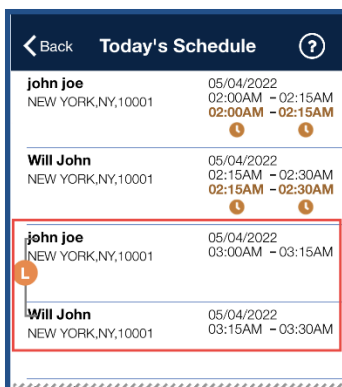 Back Today's Schedule ?
john joe 05/04/2022
NEW YORK,NY,10001 02:00AM – 02:15AM
02:00AM – 02:15AM
Will John 05/04/2022
NEW YORK,NY,10001 02:15AM – 02:30AM
02:15AM – 02:30AM
john joe 05/04/2022
NEW YORK,NY,10001 03:00AM – 03:15AM
L
Will John 05/04/2022
NEW YORK,NY,10001 03:15AM – 03:30AM